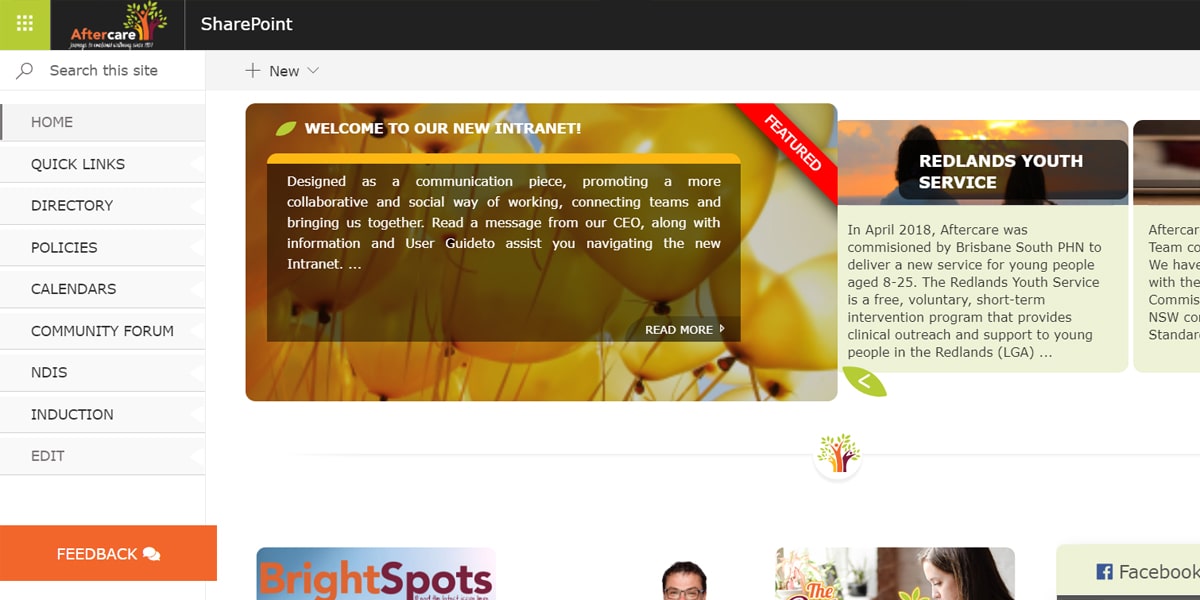 Aftercare
journeys to emotional wellbeing since 1907
SharePoint
Search this site
New
HOME
QUICK LINKS
DIRECTORY
POLICIES
CALENDARS
COMMUNITY FORUM
NDIS
INDUCTION
EDIT
FEEDBACK
WELCOME TO OUR NEW INTRANET!
FEATURED
Designed as a communication piece, promoting a more
collaborative and social way of working, connecting teams and
bringing us together. Read a message from our CEO, along with
information and User Guideto assist you navigating the new
Intranet. ...
READ MORE
REDLANDS YOUTH
SERVICE
In April 2018, Aftercare was
commisioned by Brisbane South PHN to
deliver a new service for young people
aged 8-25. The Redlands Youth Service
is a free, voluntary, short-term
intervention program that provides
clinical outreach and support to young
people in the Redlands (LGA) ...
Aftercar
Team co
We have
with the
Commis
NSW co
Standar
BrightSpots
The
Facebook